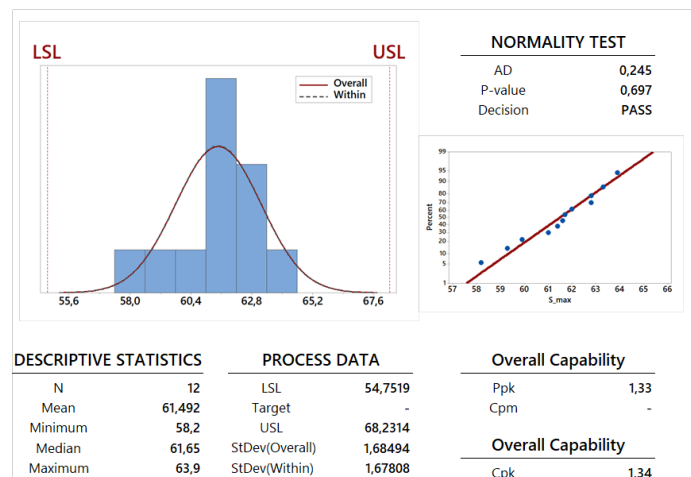 LSL USL
Overall
Within
55,6 58,0 60,4 62,8 65,2 67,6
NORMALITY TEST
AD 0,245
P-value 0,697
Decision PASS
Percent
99
95
90
80
70
60
50
40
30
20
10
5
1
57 58 59 60 61 62 63 64 65 66
S_max
DESCRIPTIVE STATISTICS
N 12
Mean 61,492
Minimum 58,2
Median 61,65
Maximum 63,9
PROCESS DATA
LSL 54,7519
Target -
USL 68,2314
StDev(Overall) 1,68494
StDev(Within) 1,67808
Overall Capability
Ppk 1,33
Cpm -
Overall Capability
Cpk 1,34